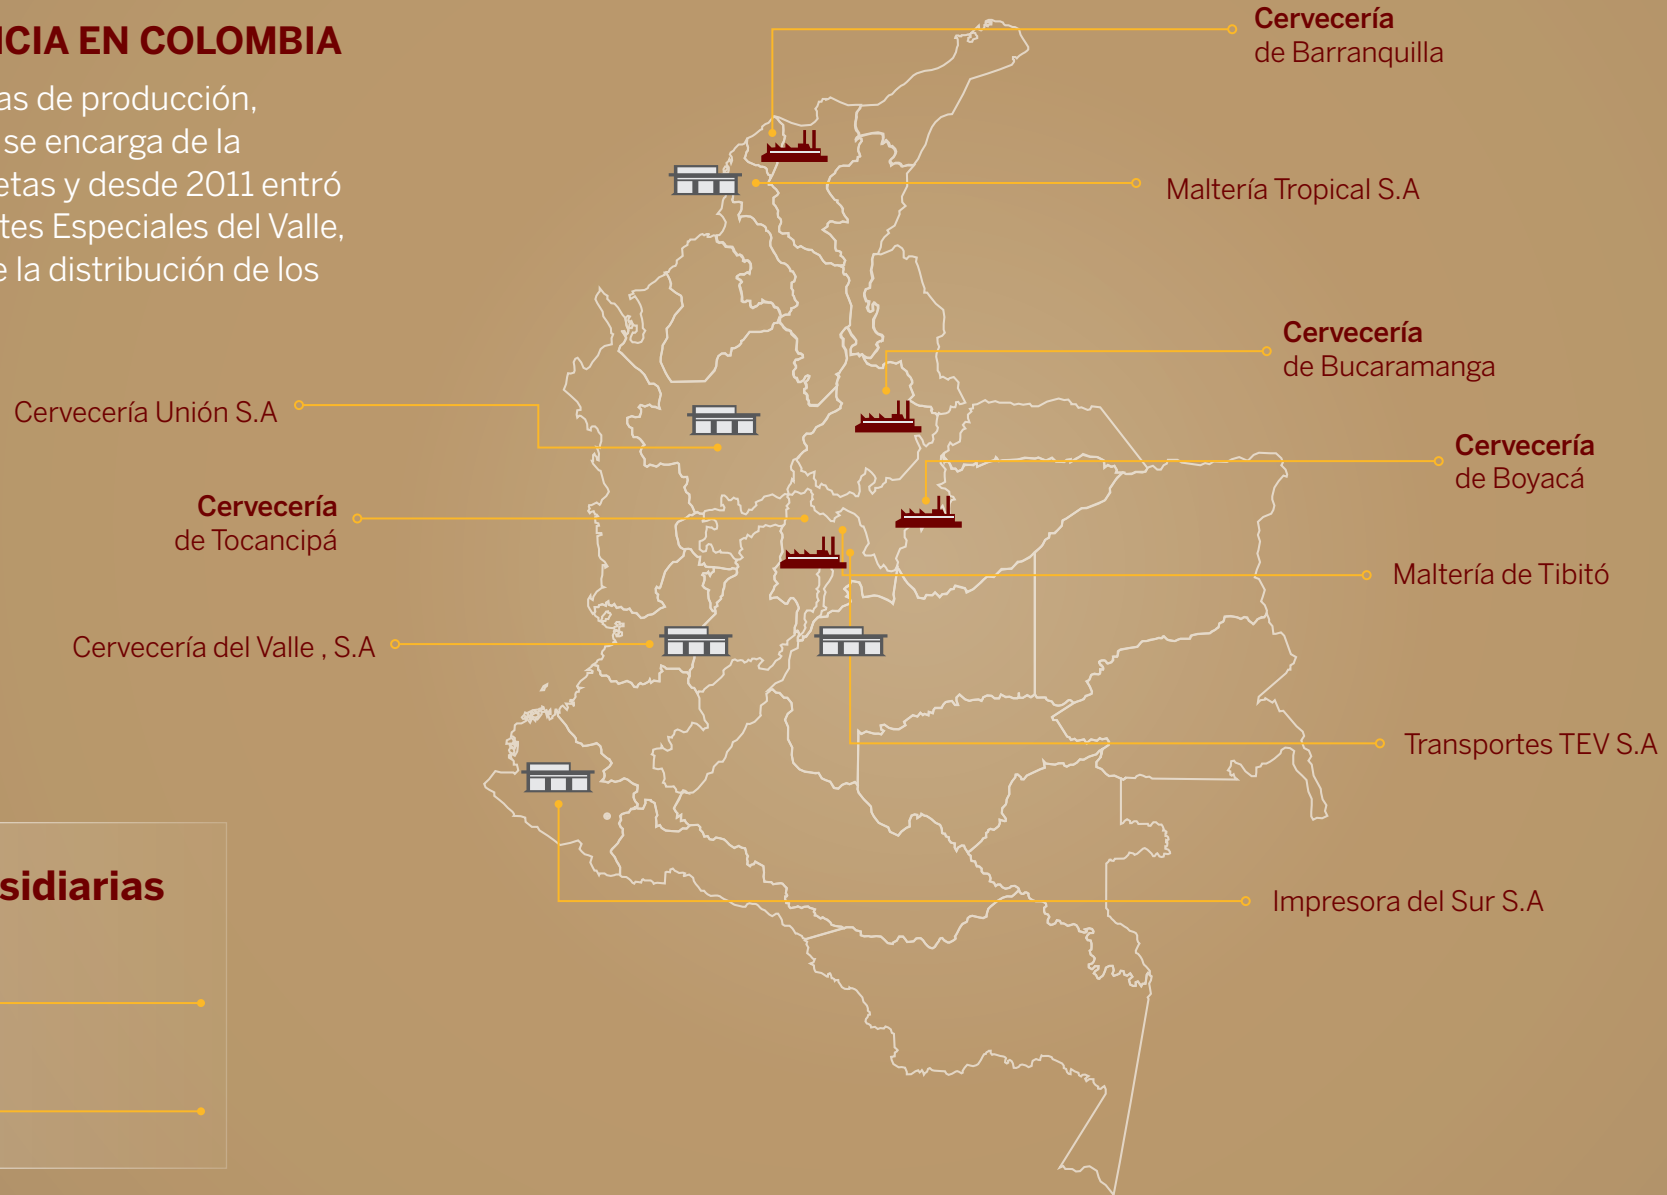 NCIA EN COLOMBIA
as de producción,
se encarga de la
etas y desde 2011 entró
tes Especiales del Valle,
e la distribución de los
Cervecería
de Barranquilla
Maltería Tropical S.A
Cervecería
de Bucaramanga
Cervecería Unión S.A
Cervecería
de Boyacá
Cervecería
de Tocancipá
Maltería de Tibitó
Cervecería del Valle , S.A
Transportes TEV S.A
sidiarias
Impresora del Sur S.A